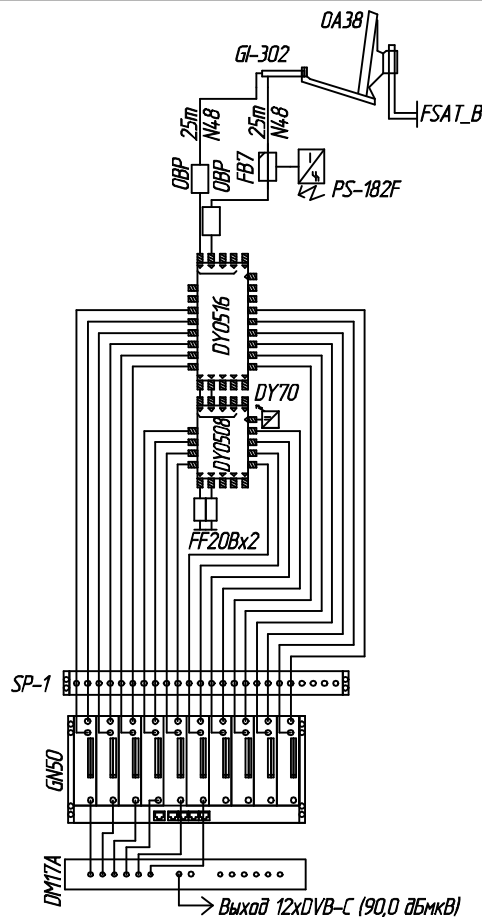 OA38
GI-302
FSAT_B
25m
N48
25m
N48
OBP
OBP
FB7
PS-182F
DY0516
DY70
DY0508
FF20Bx2
SP-1
GN50
DM17A
Выход 12xDVB-C (90,0 дБмкВ)